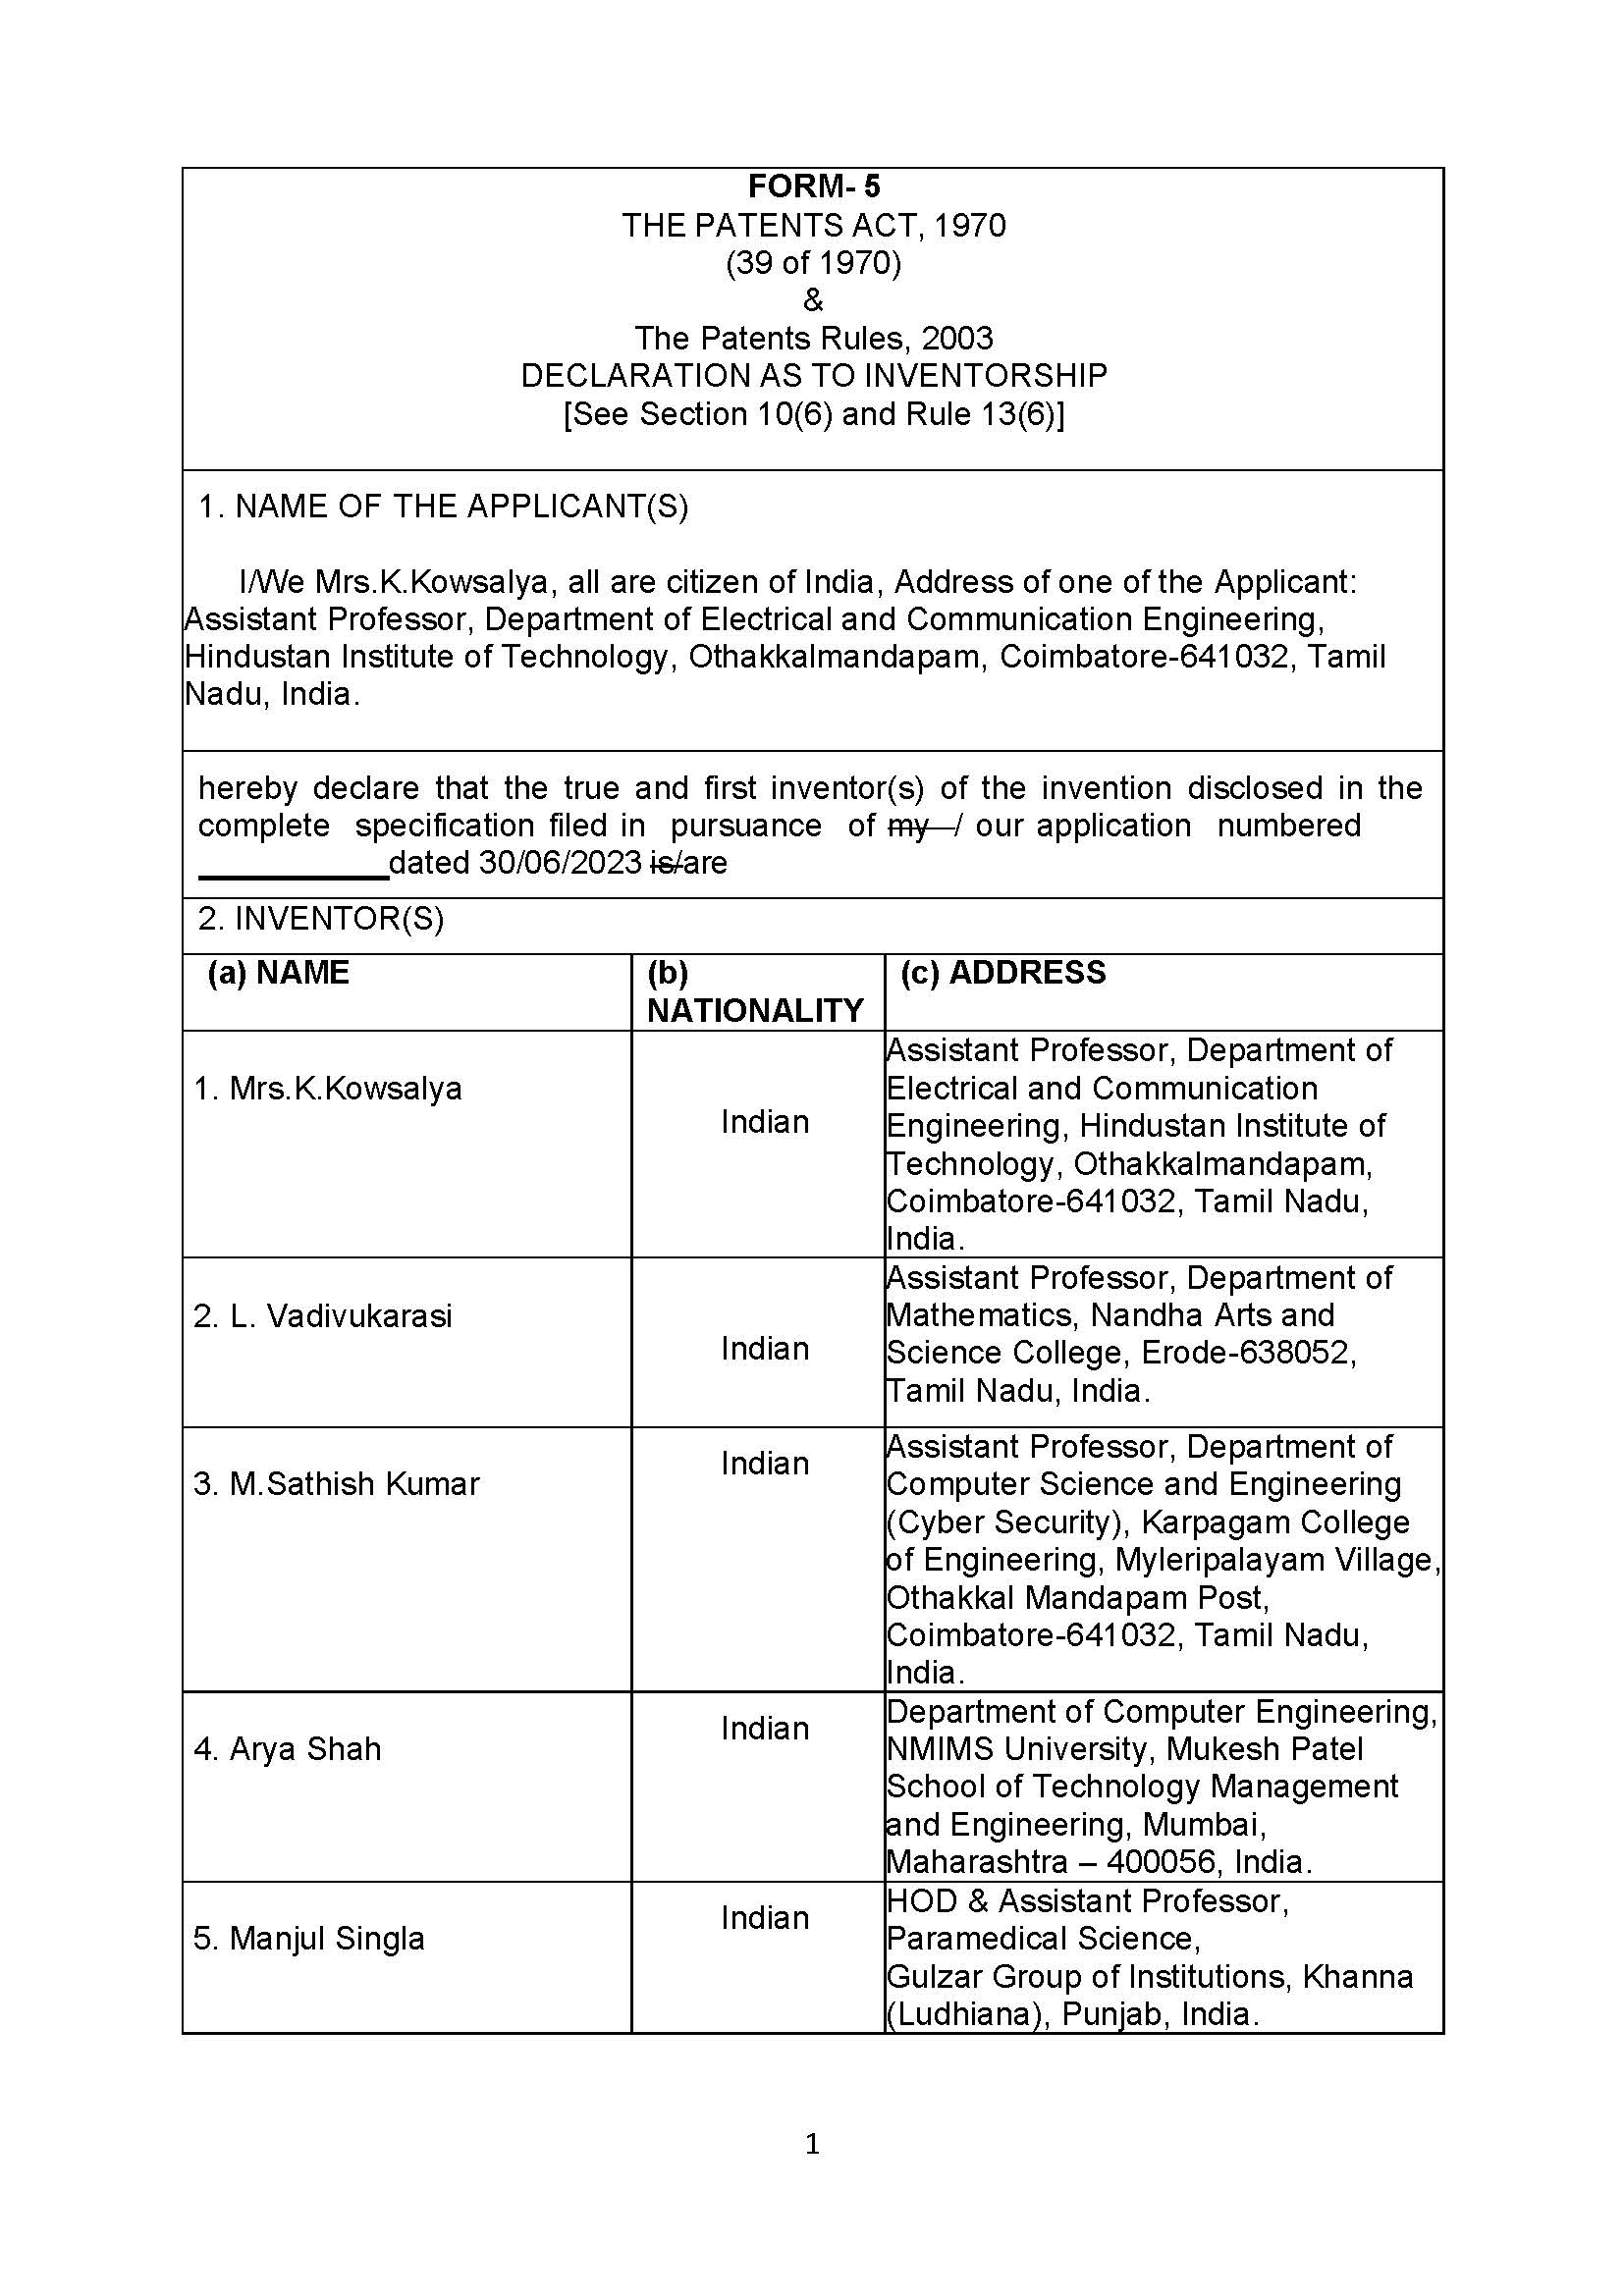 FORM- 5
THE PATENTS ACT, 1970
(39 of 1970)
&
The Patents Rules, 2003
DECLARATION AS TO INVENTORSHIP
[See Section 10(6) and Rule 13(6)]
1. NAME OF THE APPLICANT(S)
I/We Mrs.K.Kowsalya, all are citizen of India, Address of one of the Applicant:
Assistant Professor, Department of Electrical and Communication Engineering,
Hindustan Institute of Technology, Othakkalmandapam, Coimbatore-641032, Tamil
Nadu, India.
hereby declare that the true and first inventor(s) of the invention disclosed in the
complete specification filed in pursuance of my / our application numbered
___________dated 30/06/2023 is/are
2. INVENTOR(S)
(a) NAME
(b)
NATIONALITY
(c) ADDRESS
1. Mrs.K.Kowsalya
Indian
Assistant Professor, Department of
Electrical and Communication
Engineering, Hindustan Institute of
Technology, Othakkalmandapam,
Coimbatore-641032, Tamil Nadu,
India.
2. L. Vadivukarasi
Indian
Assistant Professor, Department of
Mathematics, Nandha Arts and
Science College, Erode-638052,
Tamil Nadu, India.
3. M.Sathish Kumar
Indian
Assistant Professor, Department of
Computer Science and Engineering
(Cyber Security), Karpagam College
of Engineering, Myleripalayam Village,
Othakkal Mandapam Post,
Coimbatore-641032, Tamil Nadu,
India.
4. Arya Shah
Indian
Department of Computer Engineering,
NMIMS University, Mukesh Patel
School of Technology Management
and Engineering, Mumbai,
Maharashtra – 400056, India.
5. Manjul Singla
Indian
HOD & Assistant Professor,
Paramedical Science,
Gulzar Group of Institutions, Khanna
(Ludhiana), Punjab, India.
1